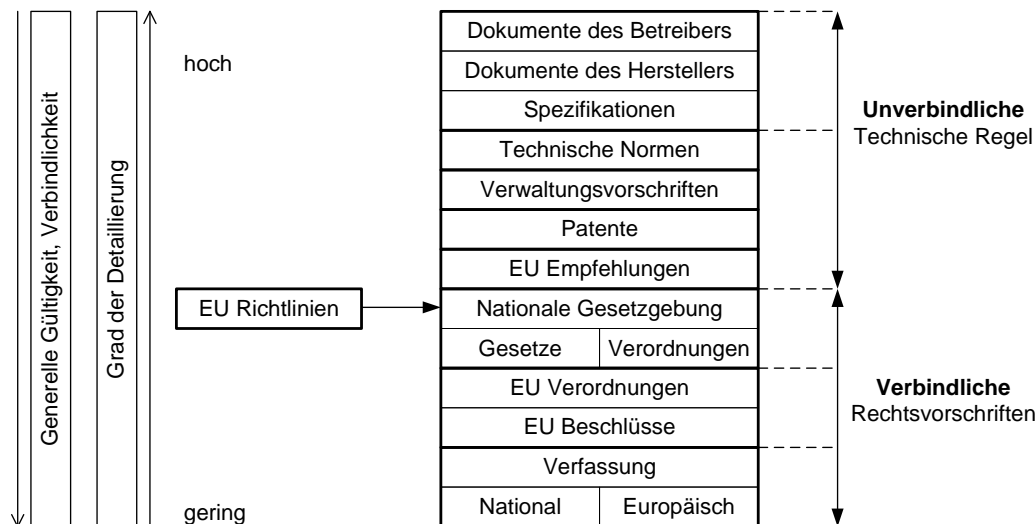 Generelle Gültigkeit, Verbindlichkeit
Grad der Detaillierung
hoch
gering
EU Richtlinien
Dokumente des Betreibers
Dokumente des Herstellers
Spezifikationen
Technische Normen
Verwaltungsvorschriften
Patente
EU Empfehlungen
Nationale Gesetzgebung
Gesetze
Verordnungen
EU Verordnungen
EU Beschlüsse
Verfassung
National
Europäisch
Unverbindliche
Technische Regel
Verbindliche
Rechtsvorschriften